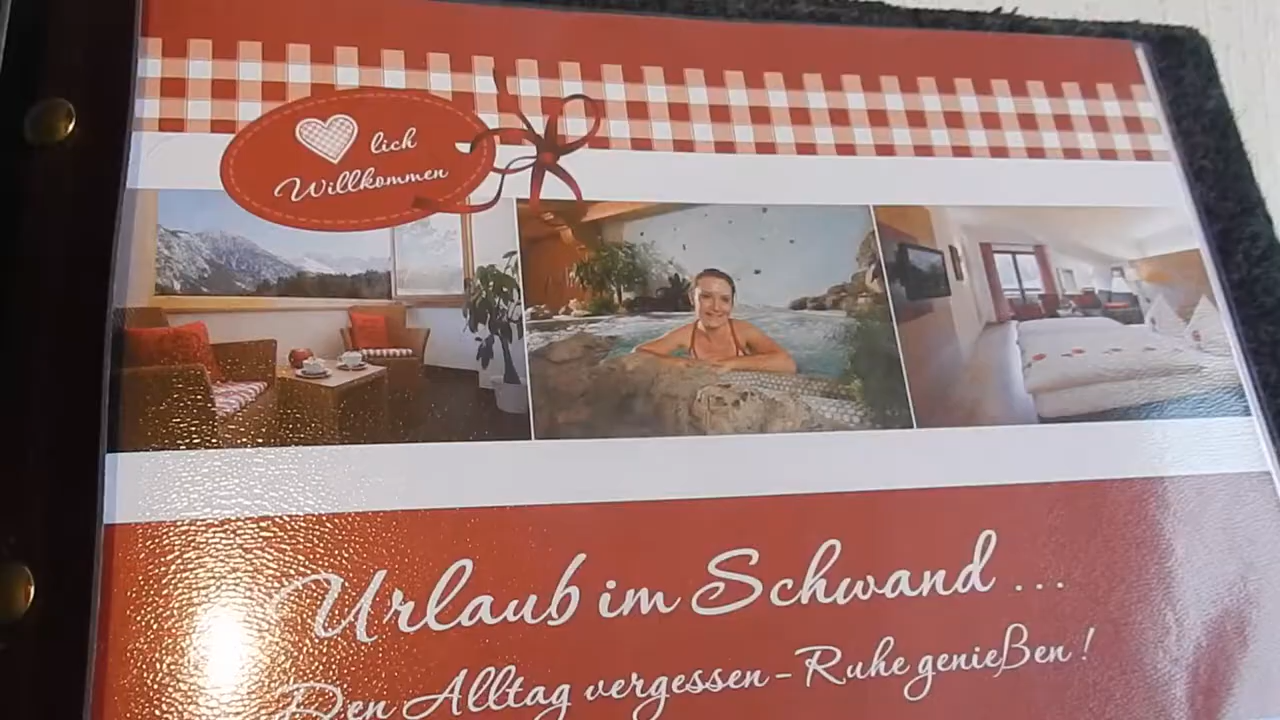 lich
Willkommen
Urlaub im Schwand ...
Den Alltag vergessen - Ruhe genießen!